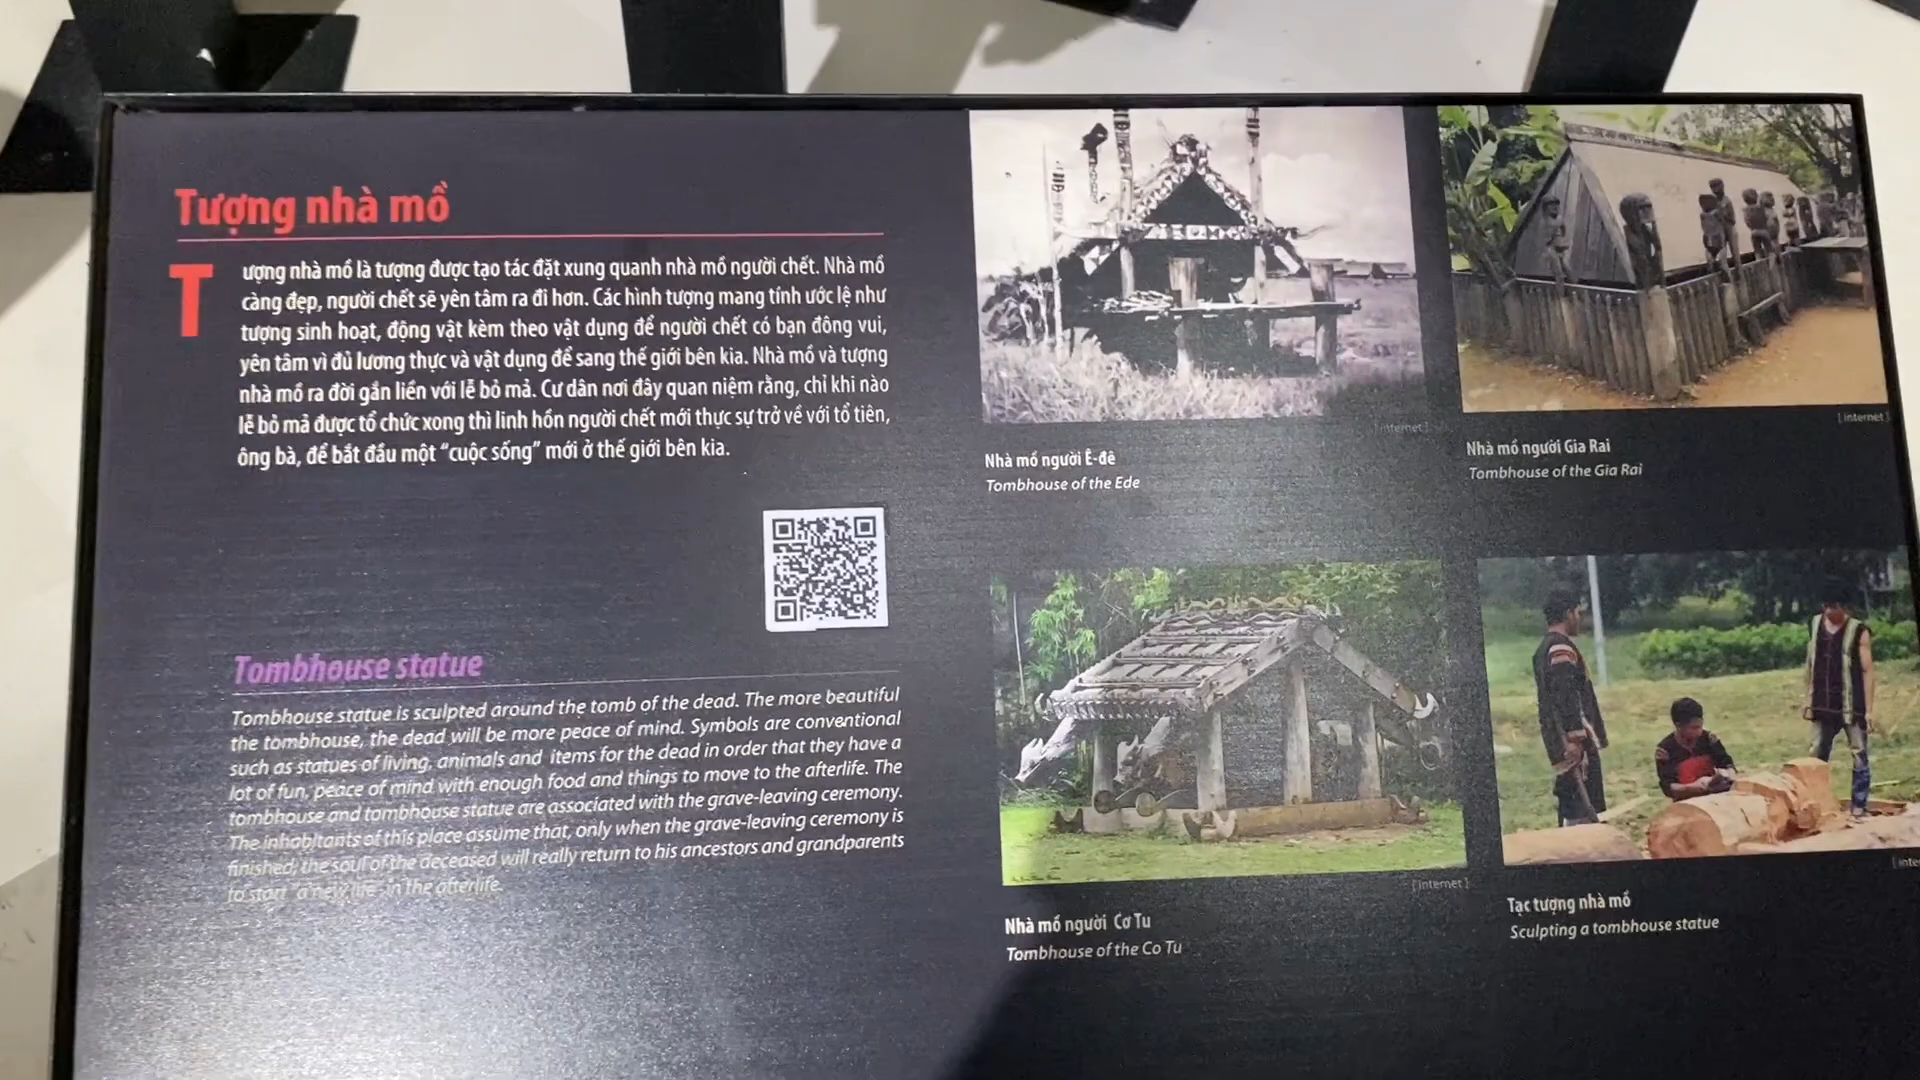 Tượng nhà mồ
Tượng nhà mồ là tượng được tạo tác đặt xung quanh nhà mồ người chết. Nhà mồ
càng đẹp, người chết sẽ yên tâm ra đi hơn. Các hình tượng mang tính ước lệ như
tượng sinh hoạt, động vật kèm theo vật dụng để người chết có bạn đông vui,
yên tâm vì đủ lương thực và vật dụng để sang thế giới bên kia. Nhà mồ và tượng
nhà mồ ra đời gắn liền với lễ bỏ mả. Cư dân nơi đây quan niệm rằng, chỉ khi nào
lễ bỏ mả được tổ chức xong thì linh hồn người chết mới thực sự trở về với tổ tiên,
ông bà, để bắt đầu một “cuộc sống” mới ở thế giới bên kia.
Tombhouse statue
Tombhouse statue is sculpted around the tomb of the dead. The more beautiful
the tombhouse, the dead will be more peace of mind. Symbols are conventional
such as statues of living, animals and items for the dead in order that they have a
lot of fun, peace of mind with enough food and things to move to the afterlife. The
tombhouse and tombhouse statue are associated with the grave-leaving ceremony.
The inhabitants of this place assume that, only when the grave-leaving ceremony is
finished, the soul of the deceased will really return to his ancestors and grandparents
to start "a new life" in the afterlife.
[internet]
Nhà mồ người Ê-đê
Tombhouse of the Ede
[internet]
Nhà mồ người Gia Rai
Tombhouse of the Gia Rai
[internet]
Nhà mồ người Cơ Tu
Tombhouse of the Co Tu
[inte
Tạc tượng nhà mồ
Sculpting a tombhouse statue